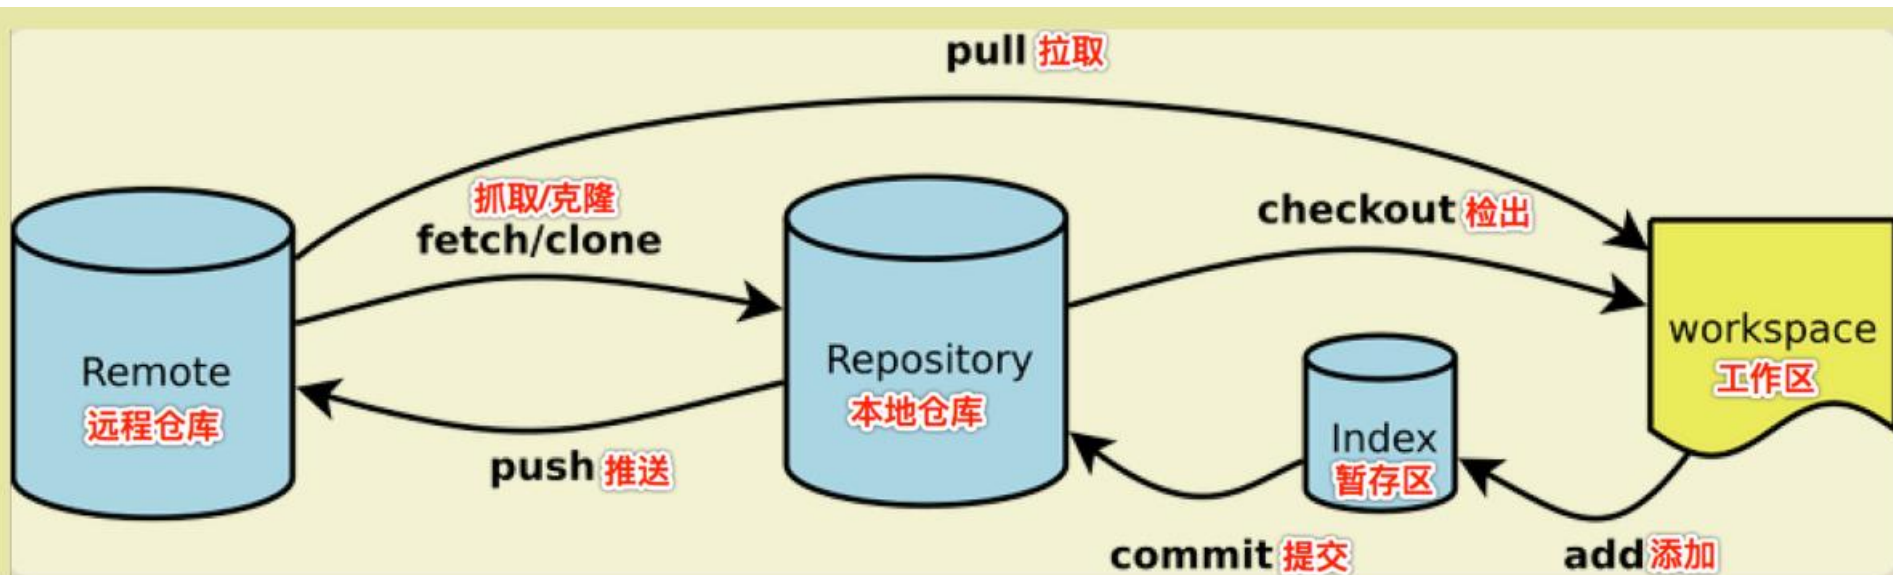 pull 拉取
抓取/克隆
fetch/clone
checkout 检出
Remote
远程仓库
Repository
本地仓库
workspace
工作区
Index
暂存区
push 推送
commit 提交
add 添加